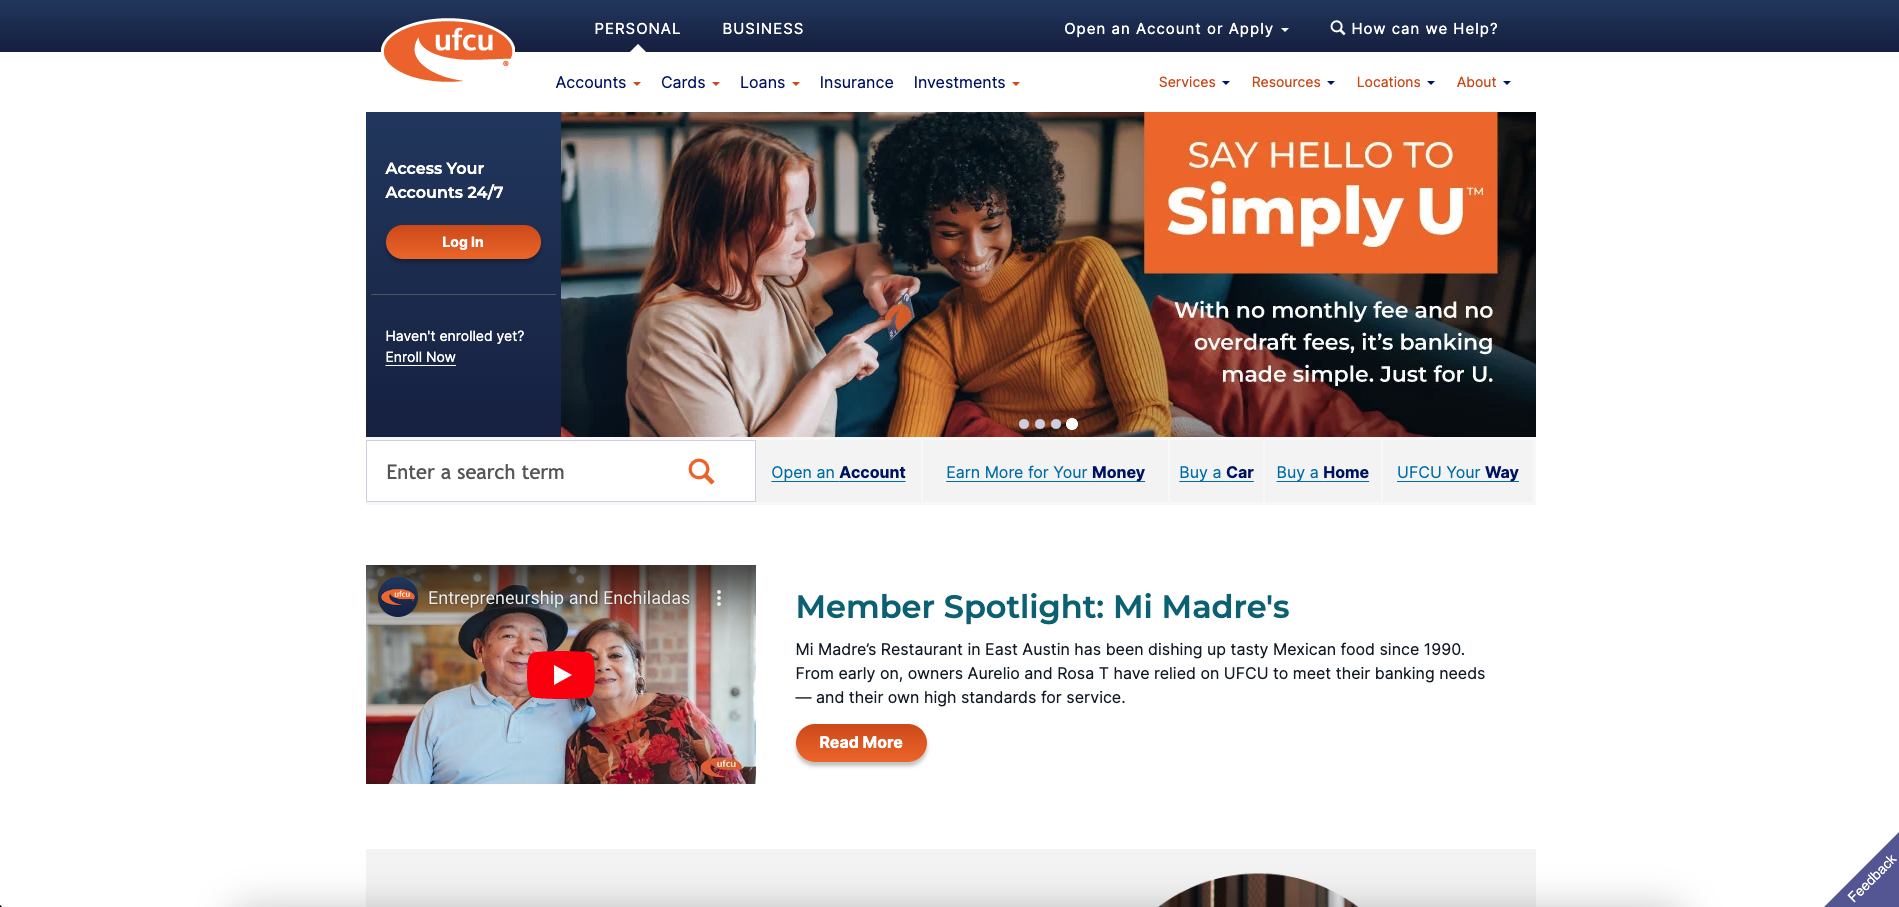 PERSONAL
BUSINESS
Open an Account or Apply
How can we Help?
ufcu
Accounts
Cards
Loans
Insurance
Investments
Services
Resources
Locations
About
Access Your
Accounts 24/7
Log In
Haven't enrolled yet?
Enroll Now
SAY HELLO TO
Simply U™
With no monthly fee and no
overdraft fees, it's banking
made simple. Just for U.
Enter a search term
Open an Account
Earn More for Your Money
Buy a Car
Buy a Home
UFCU Your Way
ufcu
Entrepreneurship and Enchiladas
ufcu
Member Spotlight: Mi Madre's
Mi Madre’s Restaurant in East Austin has been dishing up tasty Mexican food since 1990.
From early on, owners Aurelio and Rosa T have relied on UFCU to meet their banking needs
— and their own high standards for service.
Read More
Feedback